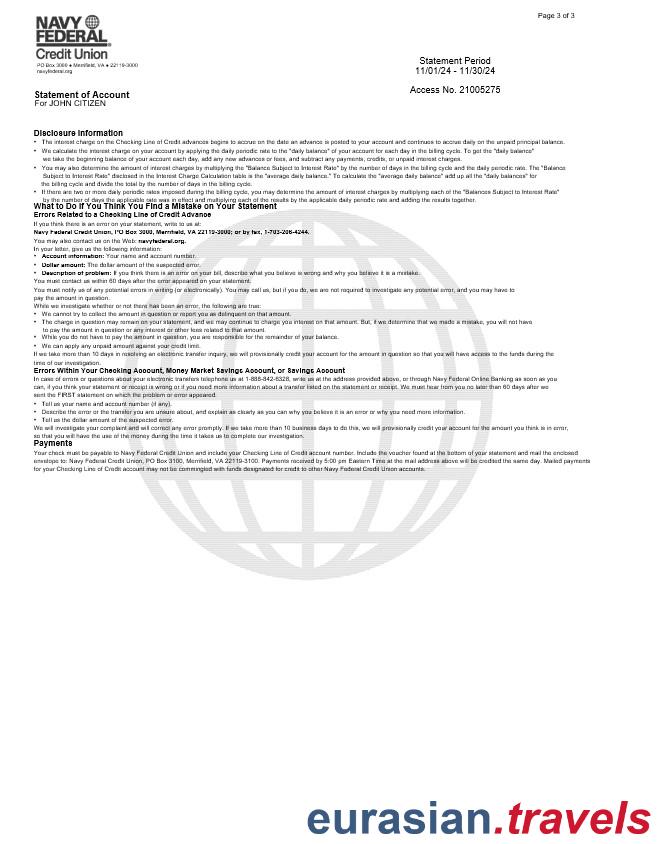 Page 3 of 3
NAVY
FEDERAL
Credit Union
PO Box 3000 • Merrifield, VA • 22119-3000
navyfederal.org
Statement Period
11/01/24 - 11/30/24
Access No. 21005275
Statement of Account
For JOHN CITIZEN
Disclosure Information
• The interest charge on the Checking Line of Credit advances begins to accrue on the date an advance is posted to your account and continues to accrue daily on the unpaid principal balance.
• We calculate the interest charge on your account by applying the daily periodic rate to the "daily balance" of your account for each day in the billing cycle. To get the "daily balance"
we take the beginning balance of your account each day, add any new advances or fees, and subtract any payments, credits, or unpaid interest charges.
• You may also determine the amount of interest charges by multiplying the "Balance Subject to Interest Rate" by the number of days in the billing cycle and the daily periodic rate. The "Balance
Subject to Interest Rate" disclosed in the Interest Charge Calculation table is the "average daily balance." To calculate the "average daily balance" add up all the "daily balances" for
the billing cycle and divide the total by the number of days in the billing cycle.
• If there are two or more daily periodic rates imposed during the billing cycle, you may determine the amount of interest charges by multiplying each of the "Balances Subject to Interest Rate"
by the number of days the applicable rate was in effect and multiplying each of the results by the applicable daily periodic rate and adding the results together.
What to Do If You Think You Find a Mistake on Your Statement
Errors Related to a Checking Line of Credit Advance
If you think there is an error on your statement, write to us at:
Navy Federal Credit Union, PO Box 3000, Merrifield, VA 22119-3000; or by fax, 1-703-206-4244.
You may also contact us on the Web: navyfederal.org.
In your letter, give us the following information:
• Account information: Your name and account number.
• Dollar amount: The dollar amount of the suspected error.
• Description of problem: If you think there is an error on your bill, describe what you believe is wrong and why you believe it is a mistake.
You must contact us within 60 days after the error appeared on your statement.
You must notify us of any potential errors in writing (or electronically). You may call us, but if you do, we are not required to investigate any potential error, and you may have to
pay the amount in question.
While we investigate whether or not there has been an error, the following are true:
• We cannot try to collect the amount in question or report you as delinquent on that amount.
• The charge in question may remain on your statement, and we may continue to charge you interest on that amount. But, if we determine that we made a mistake, you will not have
to pay the amount in question or any interest or other fees related to that amount.
• While you do not have to pay the amount in question, you are responsible for the remainder of your balance.
• We can apply any unpaid amount against your credit limit.
If we take more than 10 days in resolving an electronic transfer inquiry, we will provisionally credit your account for the amount in question so that you will have access to the funds during the
time of our investigation.
Errors Within Your Checking Account, Money Market Savings Account, or Savings Account
In case of errors or questions about your electronic transfers telephone us at 1-888-842-6328, write us at the address provided above, or through Navy Federal Online Banking as soon as you
can, if you think your statement or receipt is wrong or if you need more information about a transfer listed on the statement or receipt. We must hear from you no later than 60 days after we
sent the FIRST statement on which the problem or error appeared.
• Tell us your name and account number (if any).
• Describe the error or the transfer you are unsure about, and explain as clearly as you can why you believe it is an error or why you need more information.
• Tell us the dollar amount of the suspected error.
We will investigate your complaint and will correct any error promptly. If we take more than 10 business days to do this, we will provisionally credit your account for the amount you think is in error,
so that you will have the use of the money during the time it takes us to complete our investigation.
Payments
Your check must be payable to Navy Federal Credit Union and include your Checking Line of Credit account number. Include the voucher found at the bottom of your statement and mail the enclosed
envelope to: Navy Federal Credit Union, PO Box 3100, Merrifield, VA 22119-3100. Payments received by 5:00 pm Eastern Time at the mail address above will be credited the same day. Mailed payments
for your Checking Line of Credit account may not be commingled with funds designated for credit to other Navy Federal Credit Union accounts.
eurasian.travels